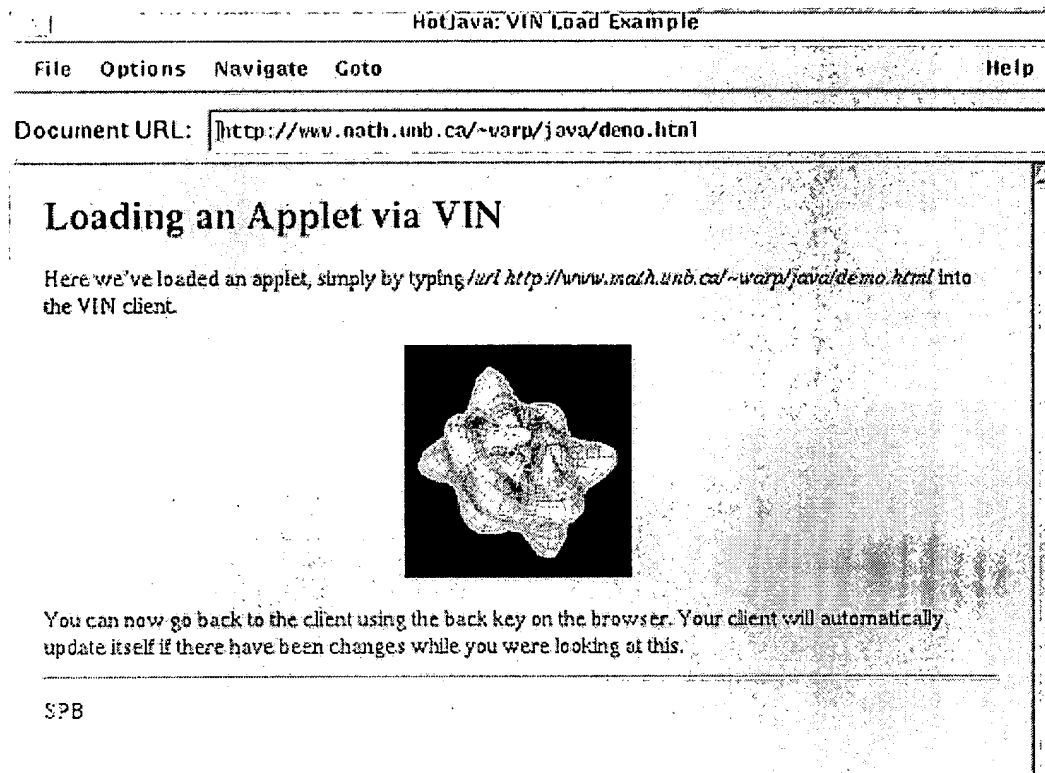 HotJava: VIN Load Example
File Options Navigate Goto Help
Document URL: http://www.math.unb.ca/~warp/java/demo.html
Loading an Applet via VIN
Here we've loaded an applet, simply by typing /url http://www.math.unb.ca/~warp/java/demo.html into
the VIN client.
You can now go back to the client using the back key on the browser. Your client will automatically
update itself if there have been changes while you were looking at this.
SPB